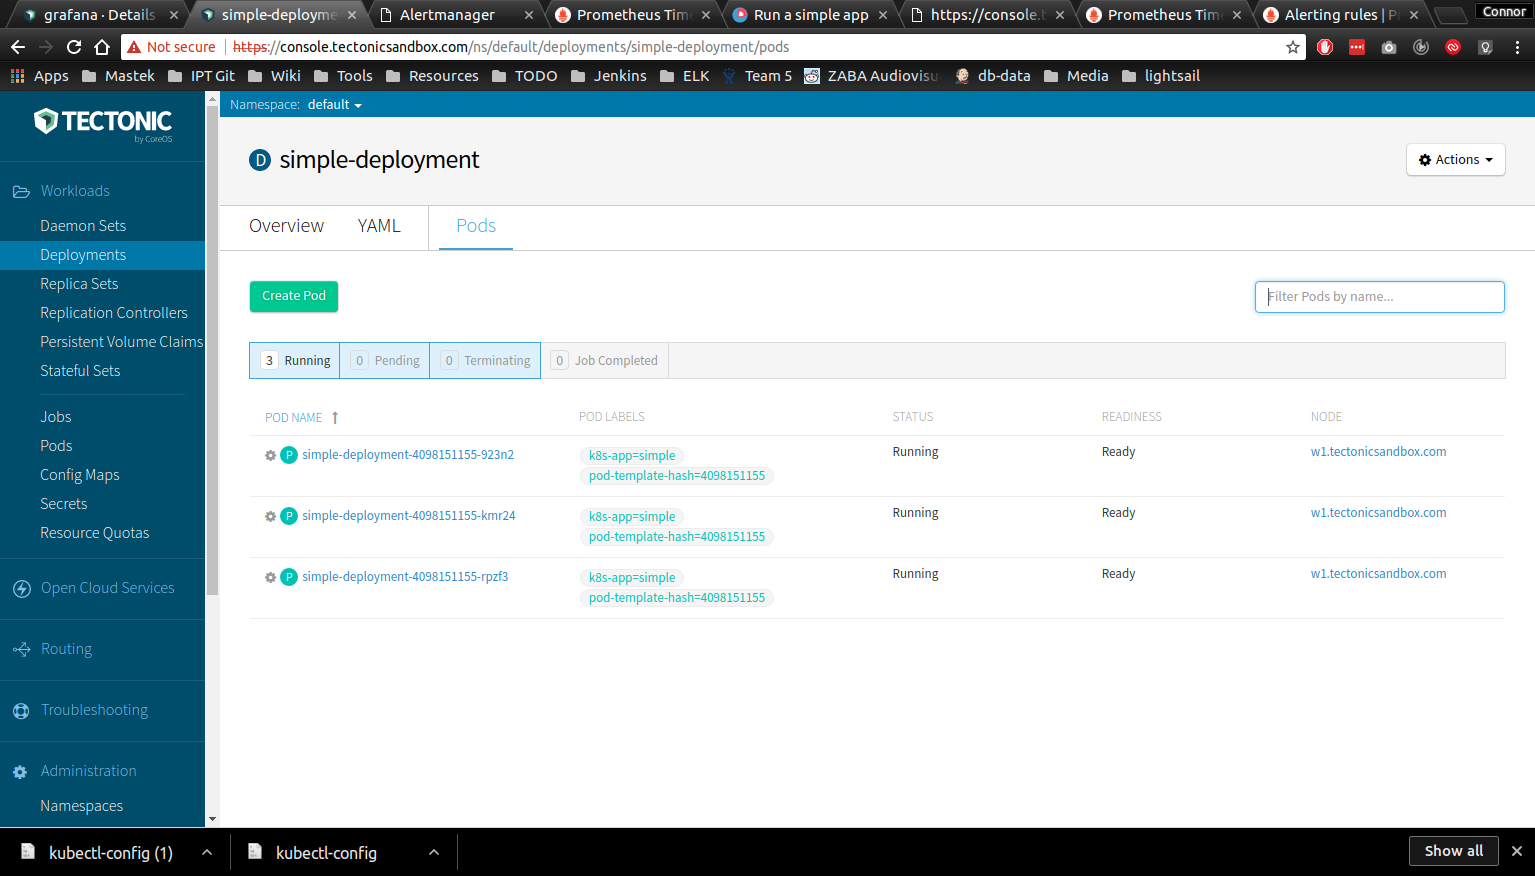 grafana · Details
simple-deployme
Alertmanager
Prometheus Tim
Run a simple app
https://console.t
Prometheus Tim
Alerting rules | P
Connor
Not secure
https://console.tectonicsandbox.com/ns/default/deployments/simple-deployment/pods
Apps
Mastek
IPT Git
Wiki
Tools
Resources
TODO
Jenkins
ELK
Team 5
ZABA Audiovisu
db-data
Media
lightsail
TECTONIC
by CoreOS
Workloads
Daemon Sets
Deployments
Replica Sets
Replication Controllers
Persistent Volume Claims
Stateful Sets
Jobs
Pods
Config Maps
Secrets
Resource Quotas
Open Cloud Services
Routing
Troubleshooting
Administration
Namespaces
Namespace: default
D simple-deployment
Actions
Overview
YAML
Pods
Create Pod
Filter Pods by name...
3 Running
0 Pending
0 Terminating
0 Job Completed
POD NAME
POD LABELS
STATUS
READINESS
NODE
P simple-deployment-4098151155-923n2
k8s-app=simple
pod-template-hash=4098151155
Running
Ready
w1.tectonicsandbox.com
P simple-deployment-4098151155-kmr24
k8s-app=simple
pod-template-hash=4098151155
Running
Ready
w1.tectonicsandbox.com
P simple-deployment-4098151155-rpzf3
k8s-app=simple
pod-template-hash=4098151155
Running
Ready
w1.tectonicsandbox.com
kubectl-config (1)
kubectl-config
Show all